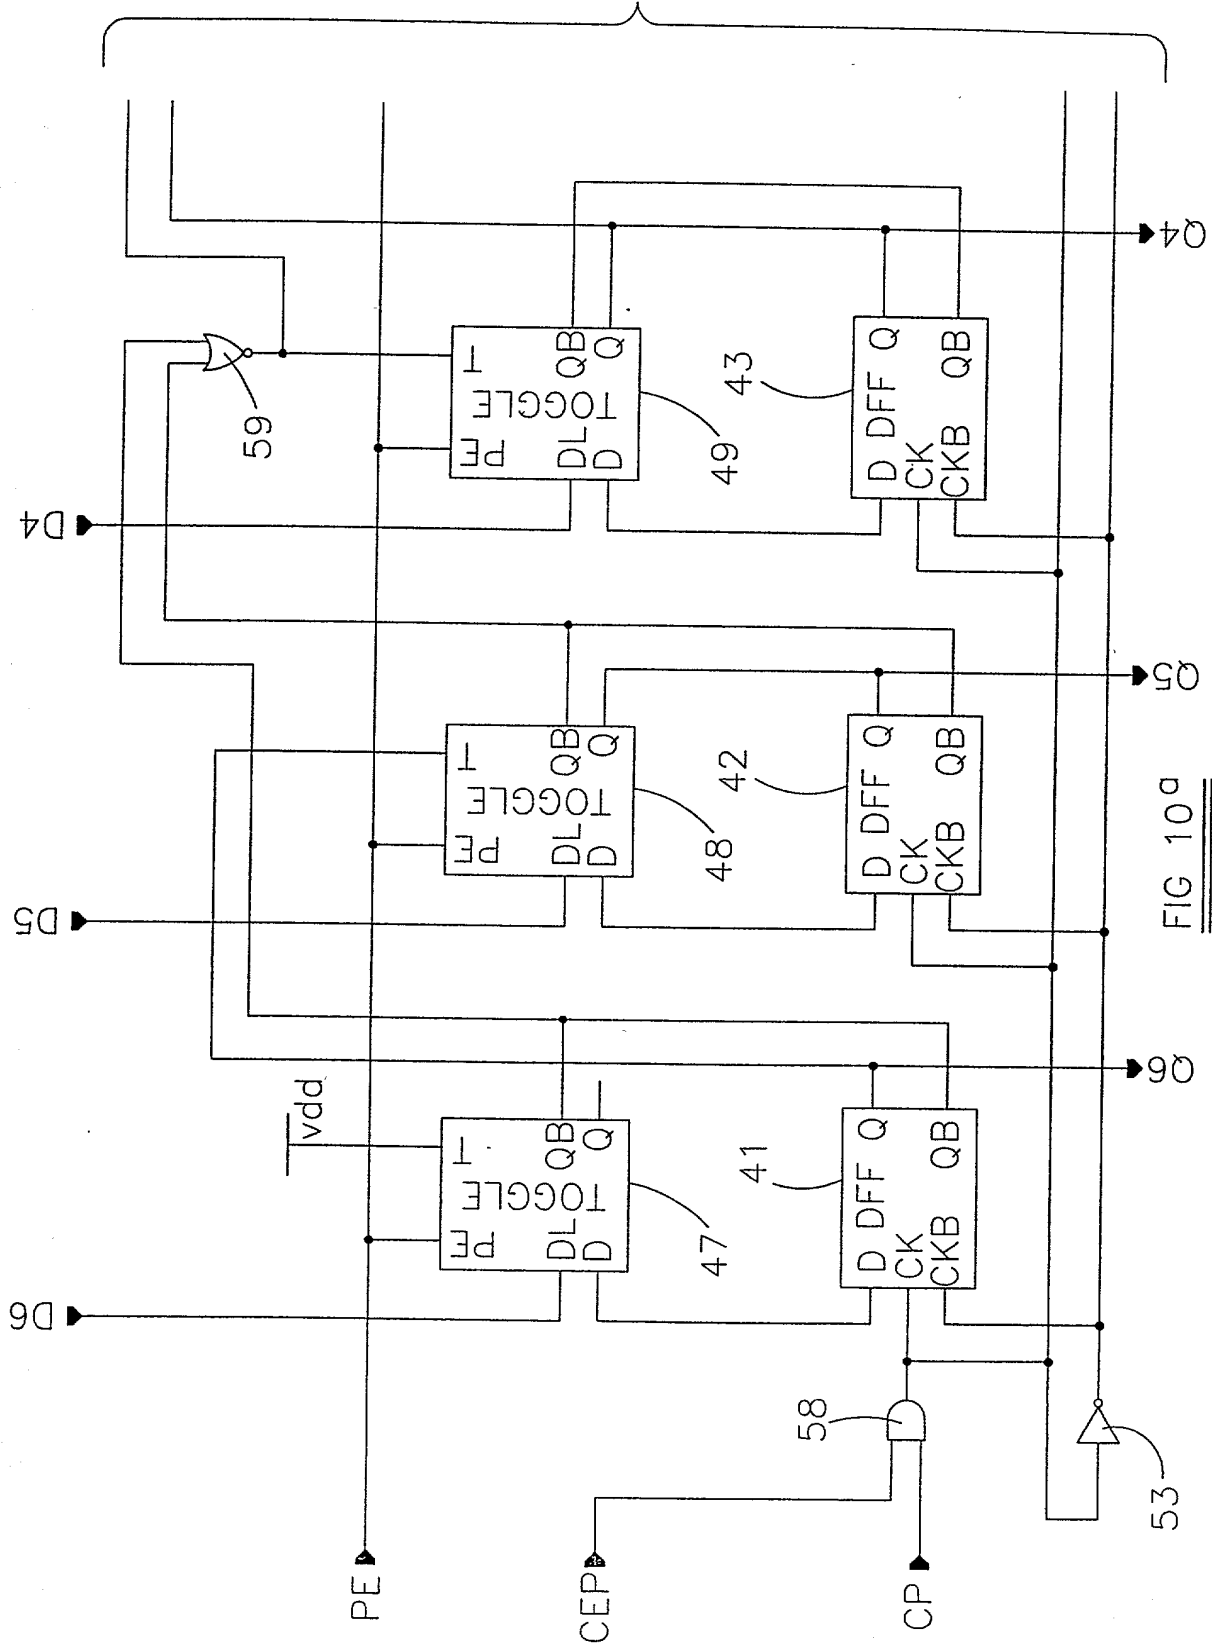 D6
D5
D4
Vdd
59
PE
T
TOGGLE
DL
D
QB
Q
47
PE
T
TOGGLE
DL
D
QB
Q
48
PE
T
TOGGLE
DL
D
QB
Q
49
PE
CEP
CP
58
53
41
D DFF Q
CK
CKB QB
42
D DFF Q
CK
CKB QB
43
D DFF Q
CK
CKB QB
Q6
Q5
Q4
FIG 10a